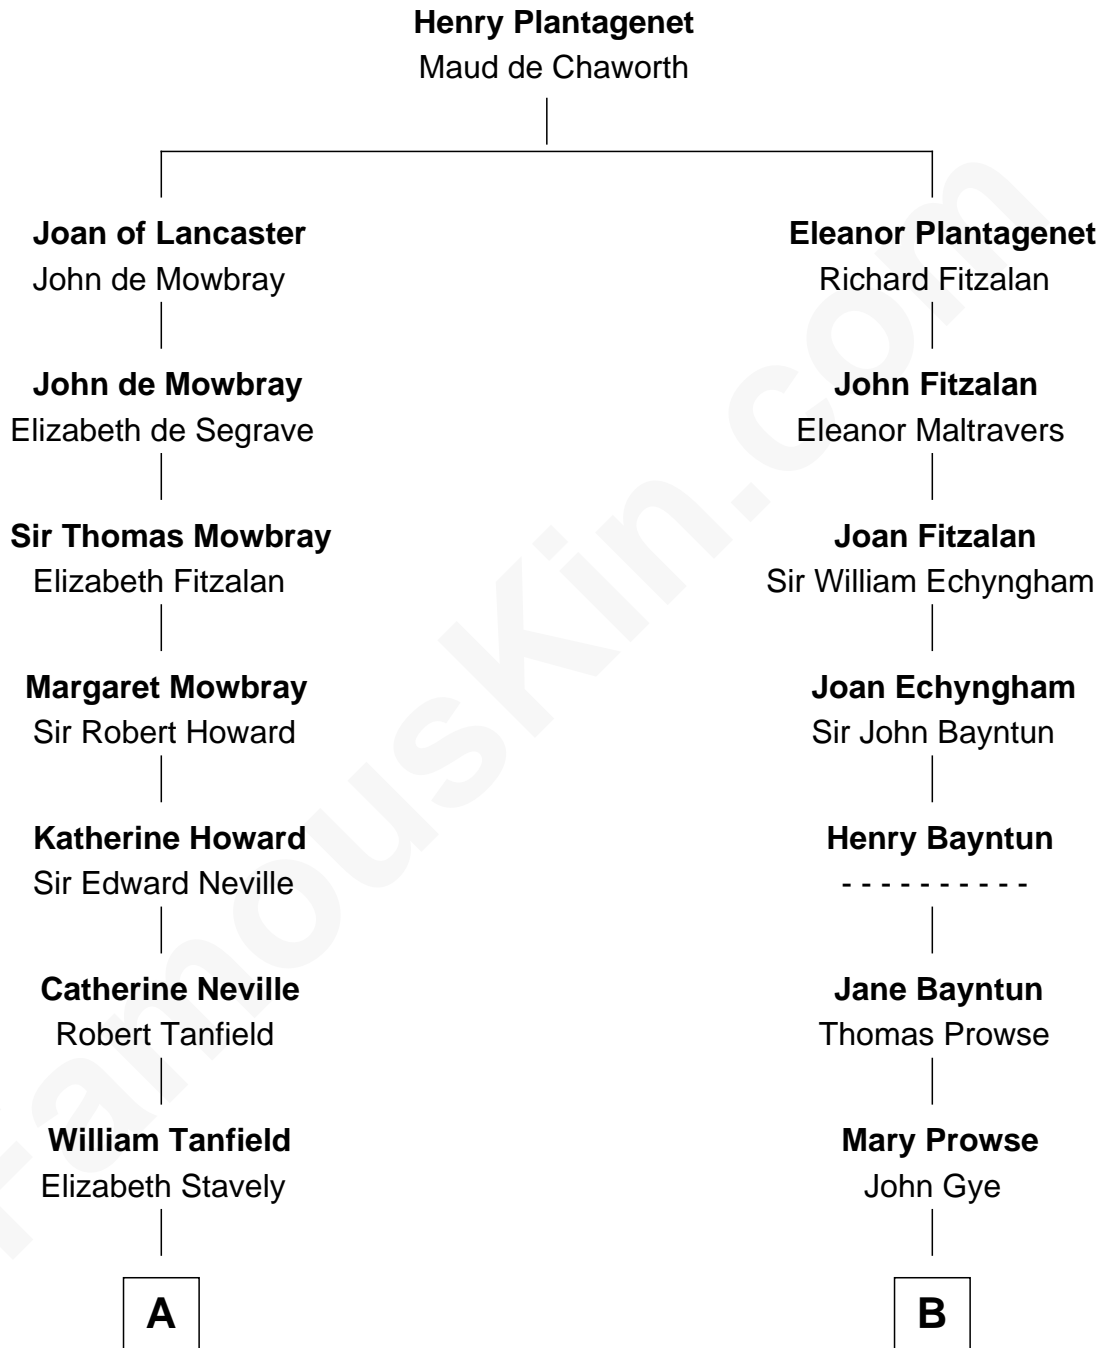 Henry Plantagenet
Maud de Chaworth
Joan of Lancaster
John de Mowbray
Eleanor Plantagenet
Richard Fitzalan
John de Mowbray
Elizabeth de Segrave
John Fitzalan
Eleanor Maltravers
Sir Thomas Mowbray
Elizabeth Fitzalan
Joan Fitzalan
Sir William Echyngham
Margaret Mowbray
Sir Robert Howard
Joan Echyngham
Sir John Bayntun
Katherine Howard
Sir Edward Neville
Henry Bayntun
- - - - - - - - - -
Catherine Neville
Robert Tanfield
Jane Bayntun
Thomas Prowse
William Tanfield
Elizabeth Stavely
Mary Prowse
John Gye
A
B
FamousKin.com